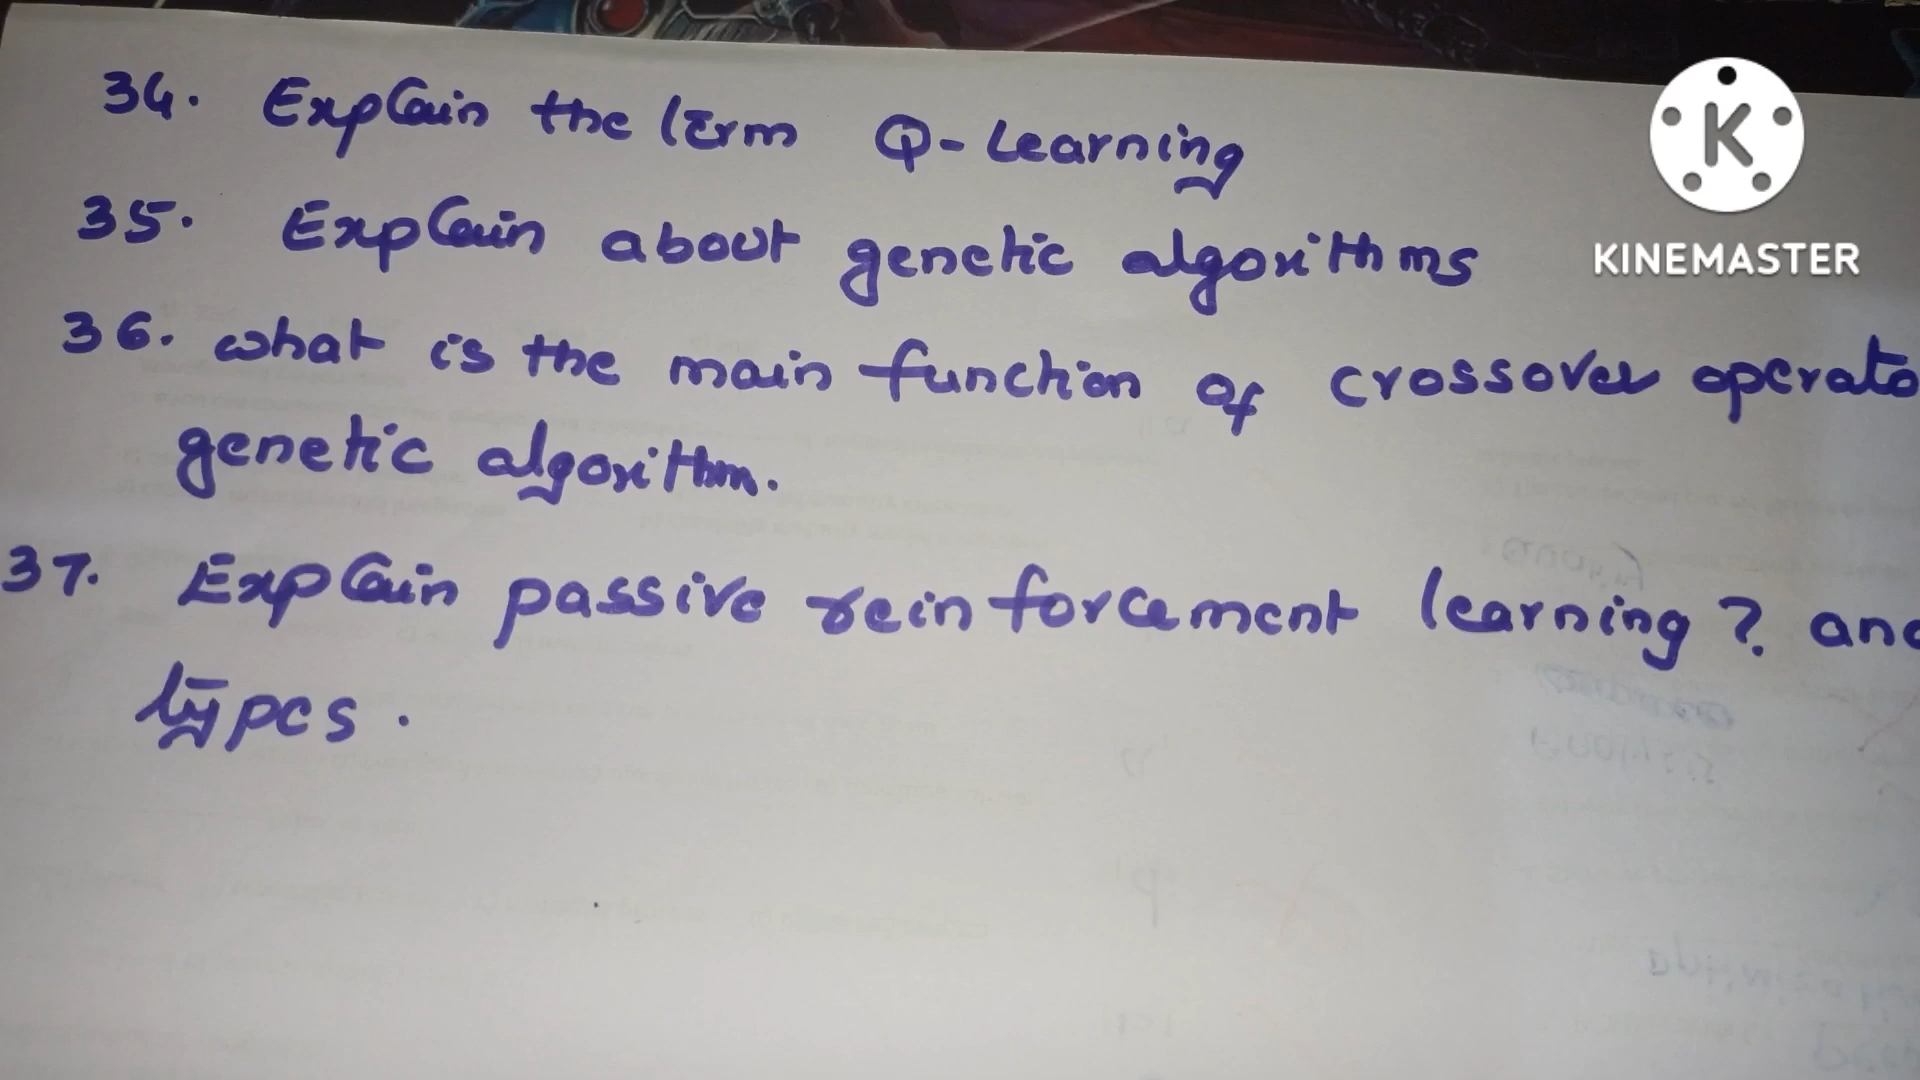 34. Explain the term Q-Learning
35. Explain about genetic algorithms
36. what is the main function of crossover operato
genetic algorithm.
37. Explain passive reinforcement learning? and
types.
KINEMASTER